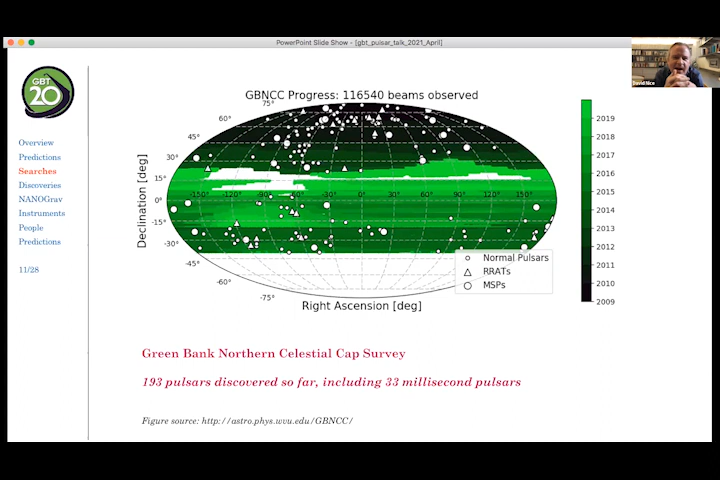 PowerPoint Slide Show - [gbt_pulsar_talk_2021_April]
David Nice
GBT
20
Overview
Predictions
Searches
Discoveries
NANOGrav
Instruments
People
Predictions
11/28
GBNCC Progress: 116540 beams observed
75°
45°
30°
15°
0°
-15°
-30°
-45°
-60°
-75°
-150° -120° -90° -60° -30° 0° 30° 60° 90° 120° 150°
Declination [deg]
Right Ascension [deg]
Normal Pulsars
RRATs
MSPs
2019
2018
2017
2016
2015
2014
2013
2012
2011
2010
2009
Green Bank Northern Celestial Cap Survey
193 pulsars discovered so far, including 33 millisecond pulsars
Figure source: http://astro.phys.wvu.edu/GBNCC/